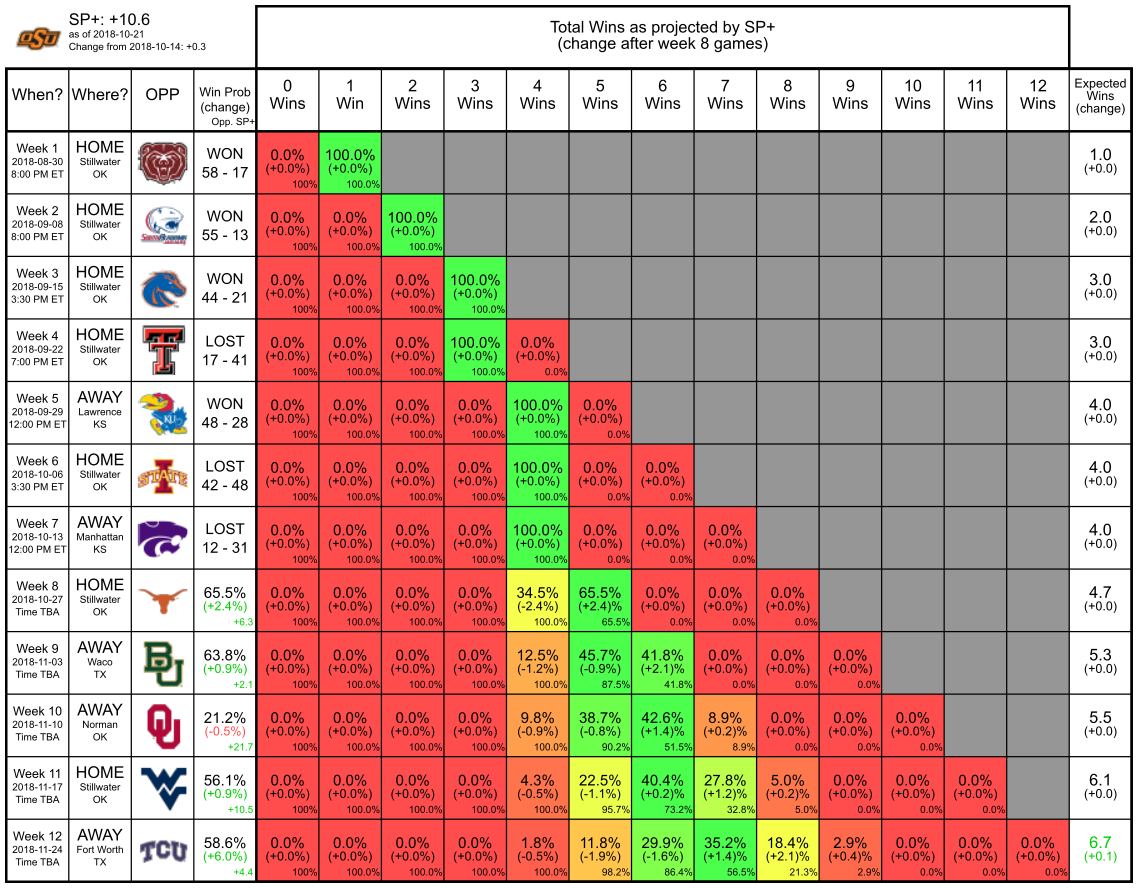 SP+: +10.6
as of 2018-10-21
Change from 2018-10-14: +0.3
Total Wins as projected by SP+
(change after week 8 games)
When? Where? OPP Win Prob (change) Opp. SP+ 0 Wins 1 Win 2 Wins 3 Wins 4 Wins 5 Wins 6 Wins 7 Wins 8 Wins 9 Wins 10 Wins 11 Wins 12 Wins Expected Wins (change)
Week 1 HOME WON 0.0% 100.0% 1.0
2018-08-30 Stillwater 58 - 17 (+0.0%) (+0.0%) (+0.0)
8:00 PM ET OK 100% 100.0%
Week 2 HOME WON 0.0% 0.0% 100.0% 2.0
2018-09-08 Stillwater 55 - 13 (+0.0%) (+0.0%) (+0.0%) (+0.0)
8:00 PM ET OK SOUTH ALABAMA JAGUARS 100% 100.0% 100.0%
Week 3 HOME WON 0.0% 0.0% 0.0% 100.0% 3.0
2018-09-15 Stillwater 44 - 21 (+0.0%) (+0.0%) (+0.0%) (+0.0%) (+0.0)
3:30 PM ET OK 100% 100.0% 100.0% 100.0%
Week 4 HOME LOST 0.0% 0.0% 0.0% 100.0% 0.0% 3.0
2018-09-22 Stillwater 17 - 41 (+0.0%) (+0.0%) (+0.0%) (+0.0%) (+0.0%) (+0.0)
7:00 PM ET OK 100% 100.0% 100.0% 100.0% 0.0%
Week 5 AWAY WON 0.0% 0.0% 0.0% 0.0% 100.0% 0.0% 4.0
2018-09-29 Lawrence KU 48 - 28 (+0.0%) (+0.0%) (+0.0%) (+0.0%) (+0.0%) (+0.0%) (+0.0)
12:00 PM ET KS 100% 100.0% 100.0% 100.0% 100.0% 0.0%
Week 6 HOME LOST 0.0% 0.0% 0.0% 0.0% 100.0% 0.0% 0.0% 4.0
2018-10-06 Stillwater STATE 42 - 48 (+0.0%) (+0.0%) (+0.0%) (+0.0%) (+0.0%) (+0.0%) (+0.0%) (+0.0)
3:30 PM ET OK 100% 100.0% 100.0% 100.0% 100.0% 0.0% 0.0%
Week 7 AWAY LOST 0.0% 0.0% 0.0% 0.0% 100.0% 0.0% 0.0% 0.0% 4.0
2018-10-13 Manhattan 12 - 31 (+0.0%) (+0.0%) (+0.0%) (+0.0%) (+0.0%) (+0.0%) (+0.0%) (+0.0%) (+0.0)
12:00 PM ET KS 100% 100.0% 100.0% 100.0% 100.0% 0.0% 0.0% 0.0%
Week 8 HOME 65.5% 0.0% 0.0% 0.0% 0.0% 34.5% 65.5% 0.0% 0.0% 0.0% 4.7
2018-10-27 Stillwater (+2.4%) (+0.0%) (+0.0%) (+0.0%) (+0.0%) (-2.4%) (+2.4)% (+0.0%) (+0.0%) (+0.0%) (+0.0)
Time TBA OK +6.3 100% 100.0% 100.0% 100.0% 100.0% 65.5% 0.0% 0.0% 0.0%
Week 9 AWAY 63.8% 0.0% 0.0% 0.0% 0.0% 12.5% 45.7% 41.8% 0.0% 0.0% 0.0% 5.3
2018-11-03 Waco BU (+0.9%) (+0.0%) (+0.0%) (+0.0%) (+0.0%) (-1.2%) (-0.9%) (+2.1)% (+0.0%) (+0.0%) (+0.0%) (+0.0)
Time TBA TX +2.1 100% 100.0% 100.0% 100.0% 100.0% 87.5% 41.8% 0.0% 0.0% 0.0%
Week 10 AWAY 21.2% 0.0% 0.0% 0.0% 0.0% 9.8% 38.7% 42.6% 8.9% 0.0% 0.0% 0.0% 5.5
2018-11-10 Norman OU (-0.5%) (+0.0%) (+0.0%) (+0.0%) (+0.0%) (-0.9%) (-0.8%) (+1.4)% (+0.2)% (+0.0%) (+0.0%) (+0.0%) (+0.0)
Time TBA OK +21.7 100% 100.0% 100.0% 100.0% 100.0% 90.2% 51.5% 8.9% 0.0% 0.0% 0.0%
Week 11 HOME 56.1% 0.0% 0.0% 0.0% 0.0% 4.3% 22.5% 40.4% 27.8% 5.0% 0.0% 0.0% 0.0% 6.1
2018-11-17 Stillwater WV (+0.9%) (+0.0%) (+0.0%) (+0.0%) (+0.0%) (-0.5%) (-1.1%) (+0.2)% (+1.2)% (+0.2)% (+0.0%) (+0.0%) (+0.0%) (+0.0)
Time TBA OK +10.5 100% 100.0% 100.0% 100.0% 100.0% 95.7% 73.2% 32.8% 5.0% 0.0% 0.0% 0.0%
Week 12 AWAY 58.6% 0.0% 0.0% 0.0% 0.0% 1.8% 11.8% 29.9% 35.2% 18.4% 2.9% 0.0% 0.0% 0.0% 6.7
2018-11-24 Fort Worth TCU (+6.0%) (+0.0%) (+0.0%) (+0.0%) (+0.0%) (-0.5%) (-1.9%) (-1.6%) (+1.4)% (+2.1)% (+0.4)% (+0.0%) (+0.0%) (+0.0%) (+0.1)
Time TBA TX +4.4 100% 100.0% 100.0% 100.0% 100.0% 98.2% 86.4% 56.5% 21.3% 2.9% 0.0% 0.0% 0.0%